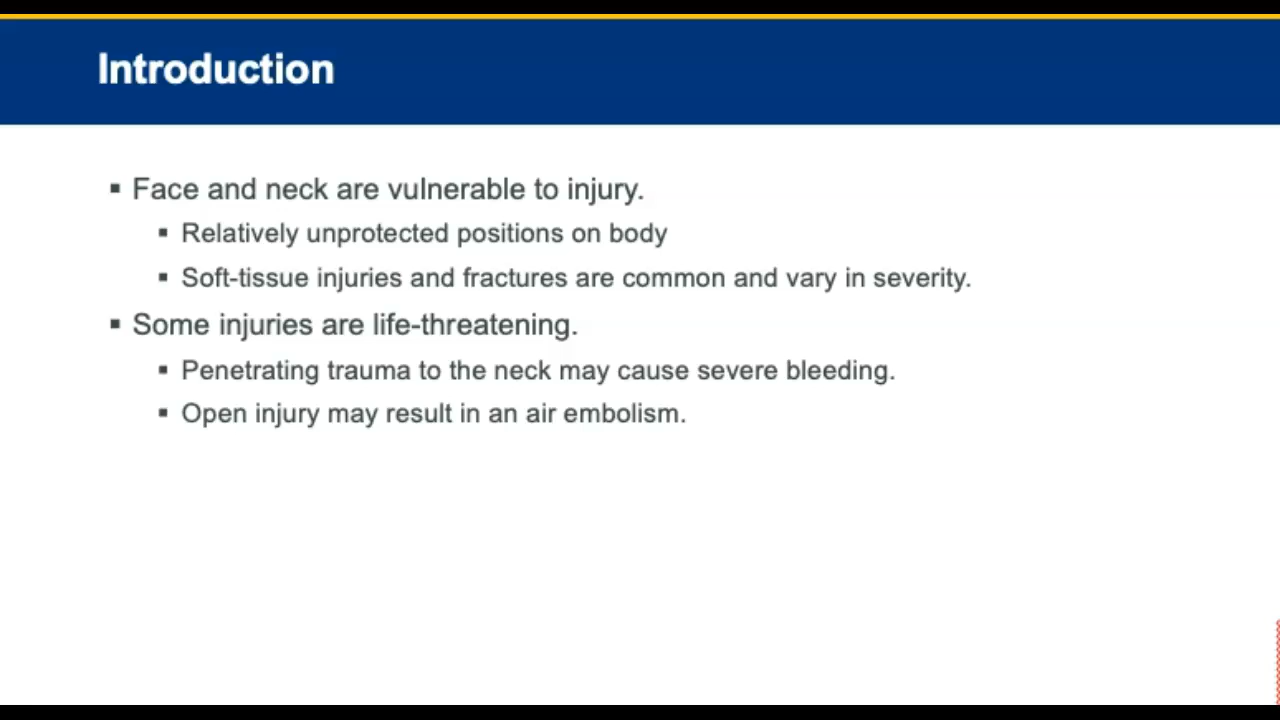 Introduction
▪ Face and neck are vulnerable to injury.
▪ Relatively unprotected positions on body
▪ Soft-tissue injuries and fractures are common and vary in severity.
▪ Some injuries are life-threatening.
▪ Penetrating trauma to the neck may cause severe bleeding.
▪ Open injury may result in an air embolism.